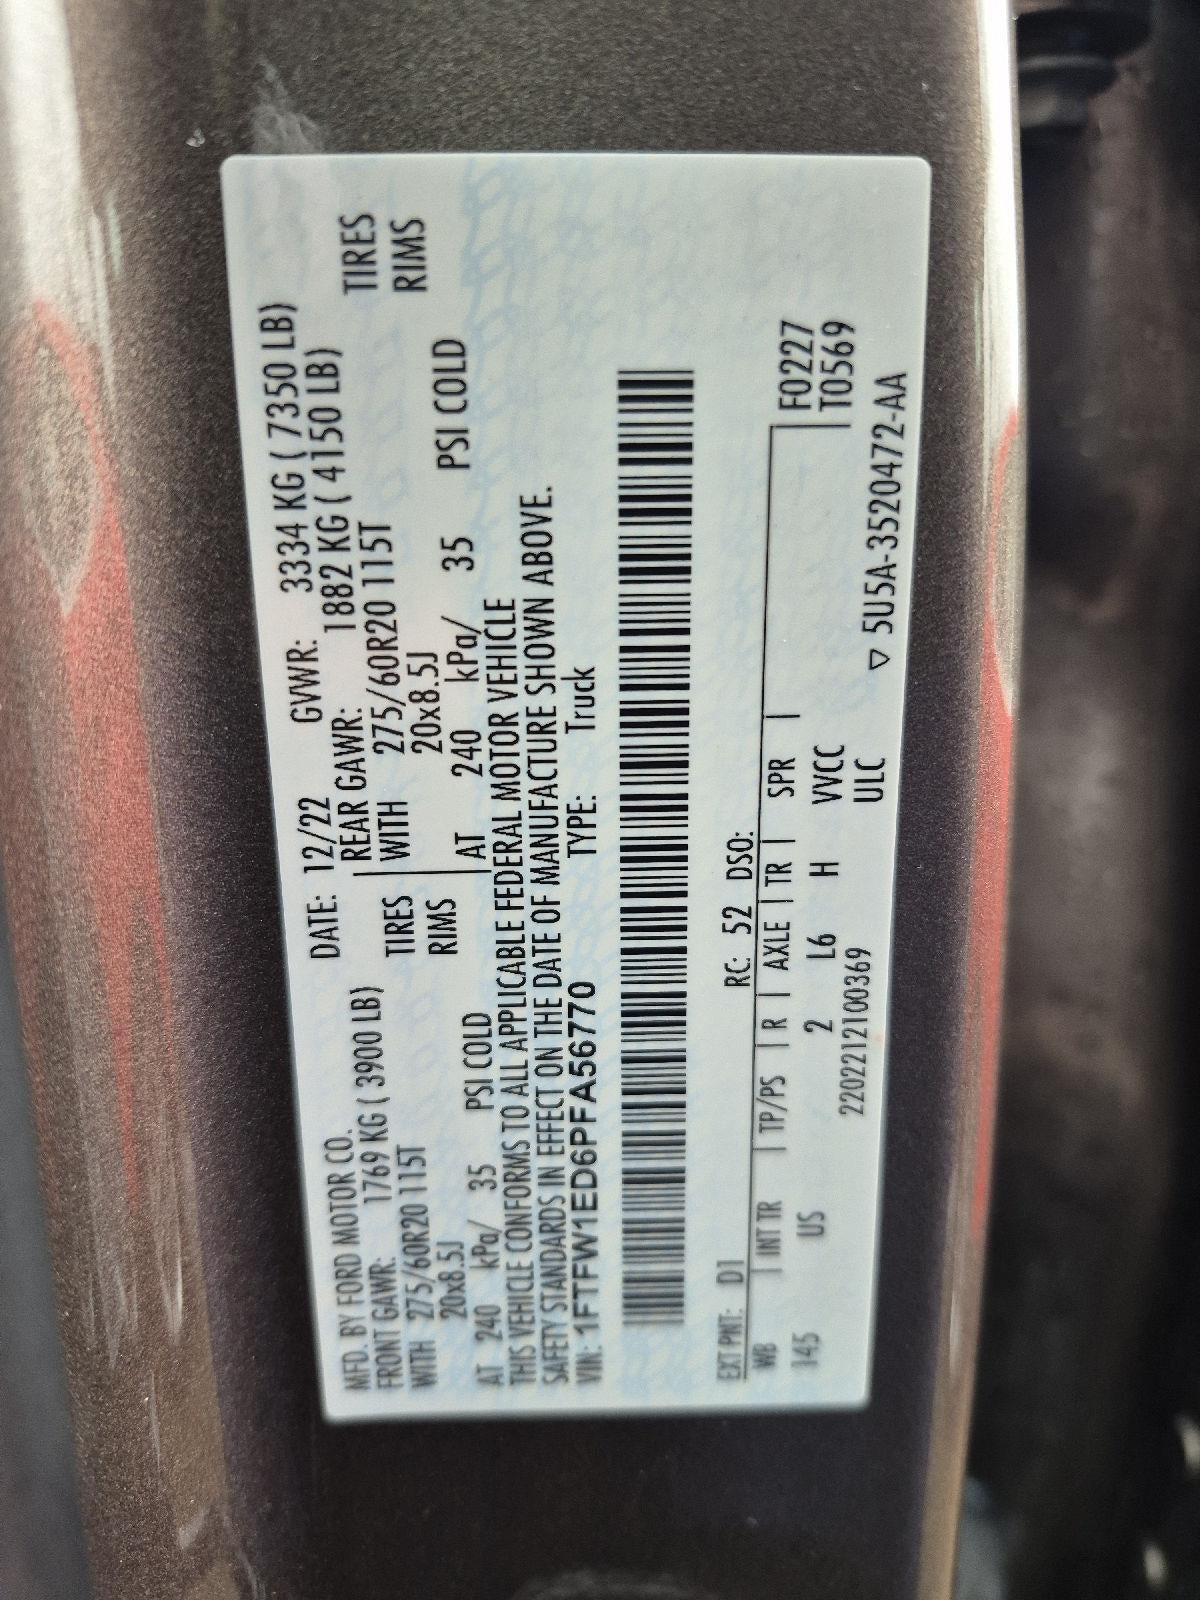 MFD. BY FORD MOTOR CO. DATE: 12/22 GVWR: 3334 KG ( 7350 LB)
FRONT GAWR: 1769 KG ( 3900 LB) REAR GAWR: 1882 KG ( 4150 LB)
WITH 275/60R20 115T TIRES WITH 275/60R20 115T TIRES
20x8.5J RIMS 20x8.5J RIMS
AT 240 kPa/ 35 PSI COLD AT 240 kPa/ 35 PSI COLD
THIS VEHICLE CONFORMS TO ALL APPLICABLE FEDERAL MOTOR VEHICLE
SAFETY STANDARDS IN EFFECT ON THE DATE OF MANUFACTURE SHOWN ABOVE.
VIN: 1FTFW1ED6PFA56770 TYPE: Truck
EXT PNT: D1 RC: 52 DSO:
WB INT TR TP/PS R AXLE TR SPR F0227
145 US 2 L6 H VVCC T0569
2202212100369 ULC
▽ 5U5A-3520472-AA